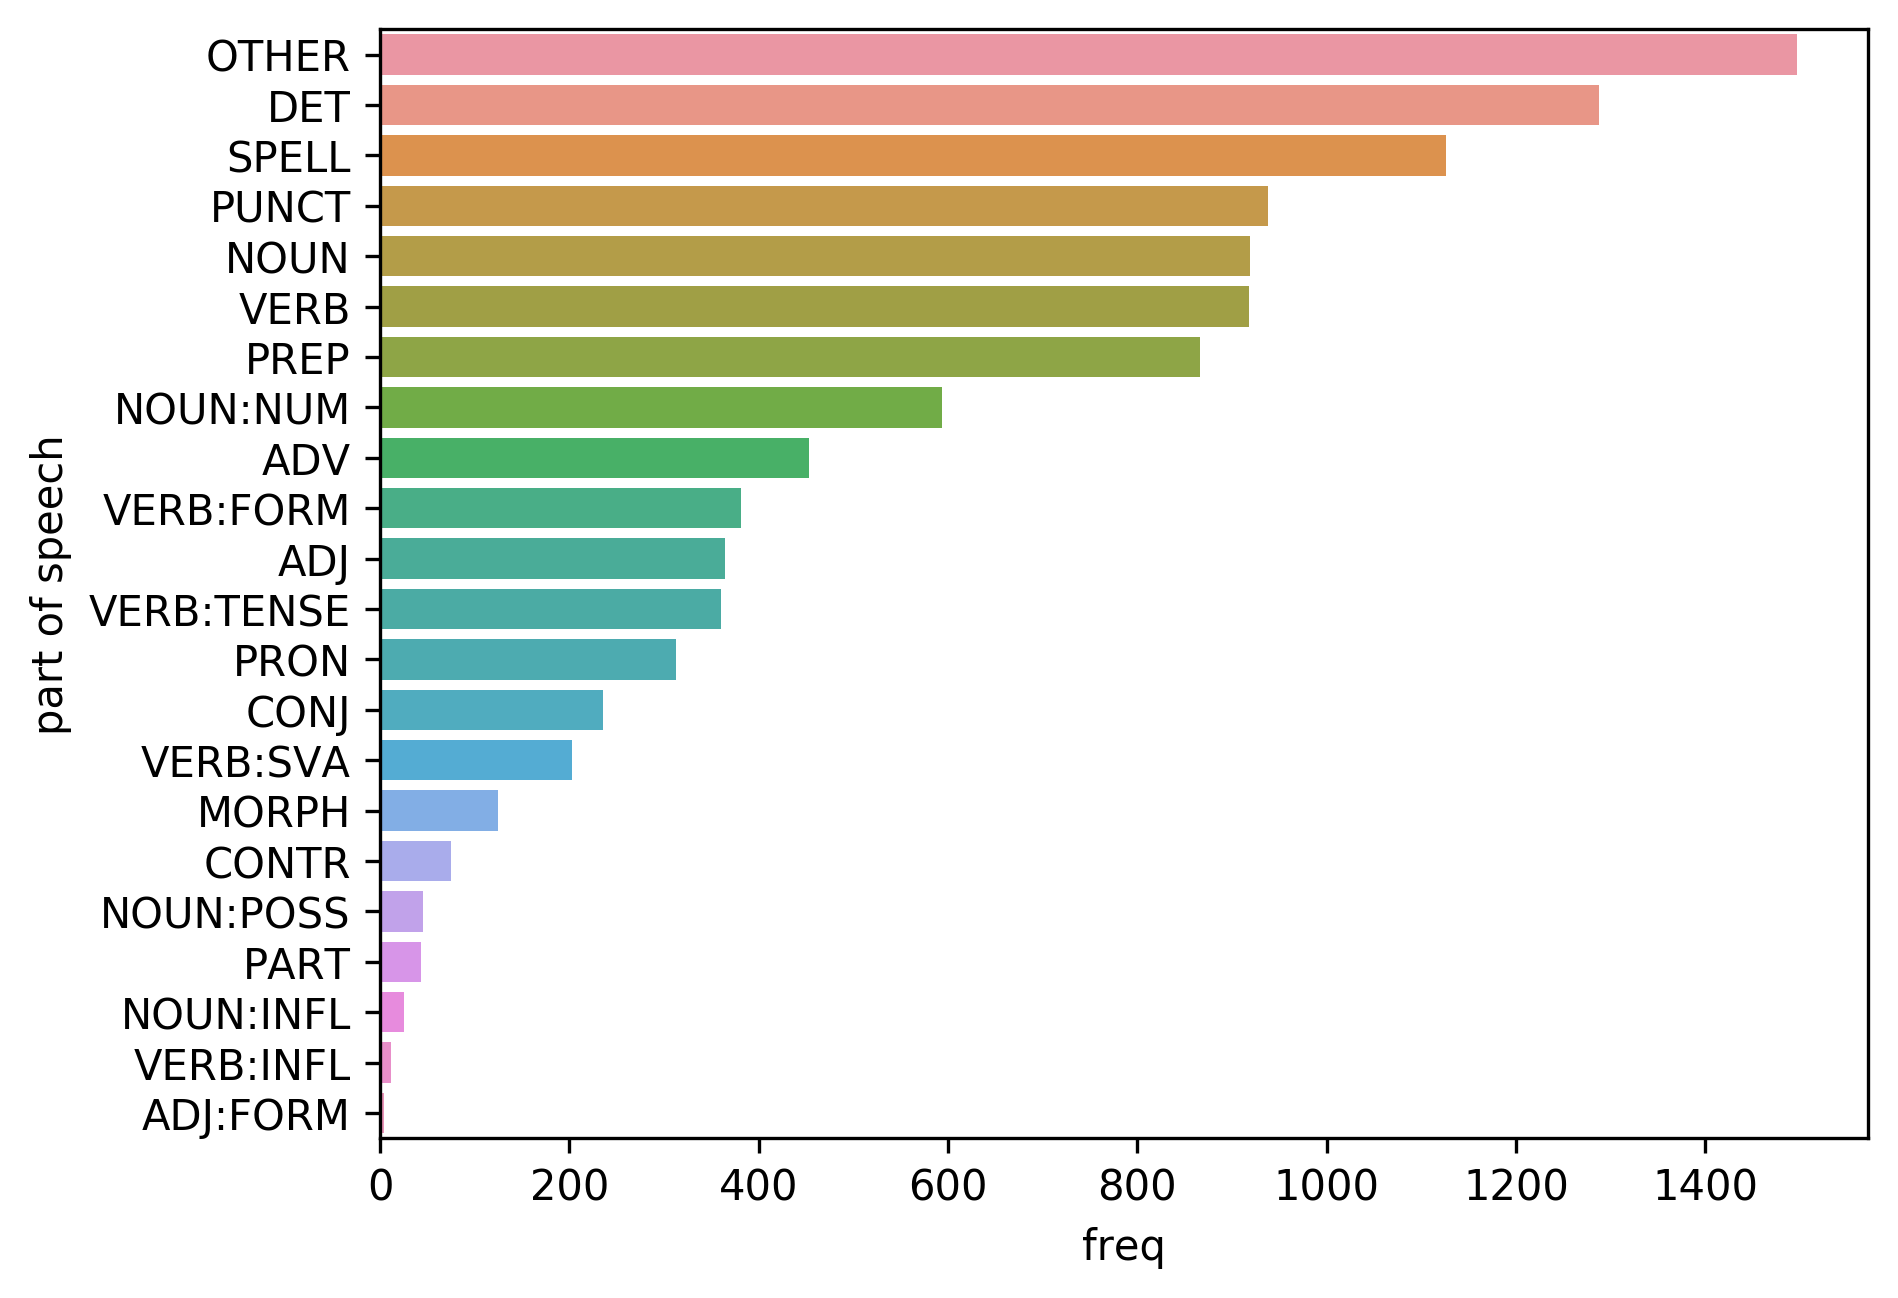 OTHER
DET
SPELL
PUNCT
NOUN
VERB
PREP
NOUN:NUM
ADV
VERB:FORM
ADJ
VERB:TENSE
PRON
CONJ
VERB:SVA
MORPH
CONTR
NOUN:POSS
PART
NOUN:INFL
VERB:INFL
ADJ:FORM
part of speech
0 200 400 600 800 1000 1200 1400
freq